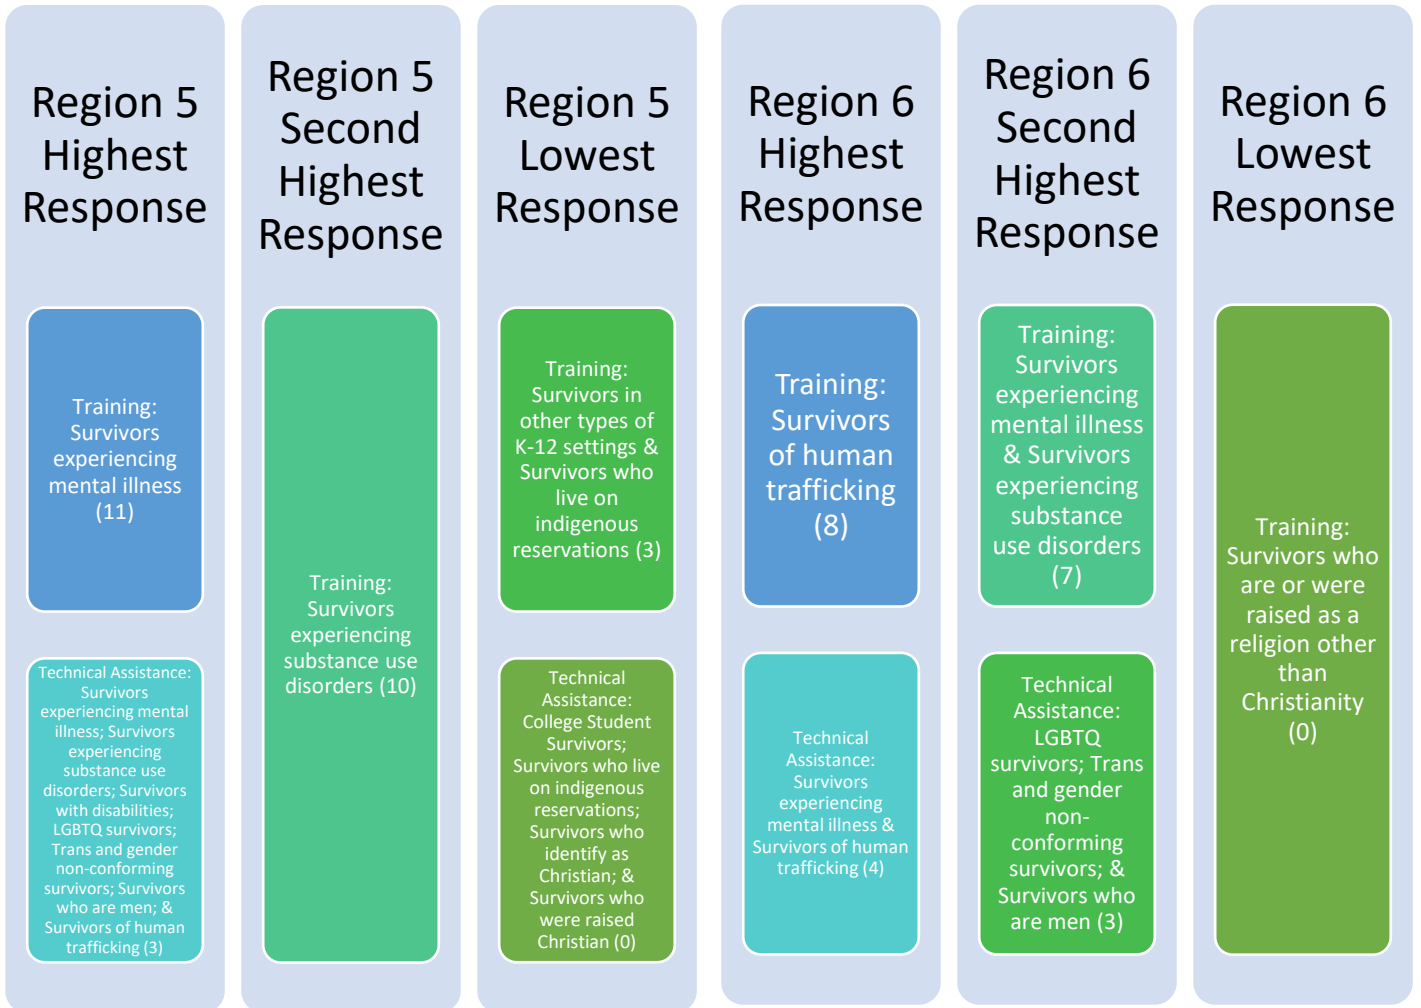 Region 5
Highest
Response
Training:
Survivors
experiencing
mental illness
(11)
Technical Assistance:
Survivors
experiencing mental
illness; Survivors
experiencing
substance use
disorders; Survivors
with disabilities;
LGBTQ survivors;
Trans and gender
non-conforming
survivors; Survivors
who are men; &
Survivors of human
trafficking (3)
Region 5
Second
Highest
Response
Training:
Survivors
experiencing
substance use
disorders (10)
Region 5
Lowest
Response
Training:
Survivors in
other types of
K-12 settings &
Survivors who
live on
indigenous
reservations (3)
Technical
Assistance:
College Student
Survivors;
Survivors who live
on indigenous
reservations;
Survivors who
identify as
Christian; &
Survivors who
were raised
Christian (0)
Region 6
Highest
Response
Training:
Survivors
of human
trafficking
(8)
Technical
Assistance:
Survivors
experiencing
mental illness &
Survivors of human
trafficking (4)
Region 6
Second
Highest
Response
Training:
Survivors
experiencing
mental illness
& Survivors
experiencing
substance
use disorders
(7)
Technical
Assistance:
LGBTQ
survivors; Trans
and gender
non-
conforming
survivors; &
Survivors who
are men (3)
Region 6
Lowest
Response
Training:
Survivors who
are or were
raised as a
religion other
than
Christianity
(0)